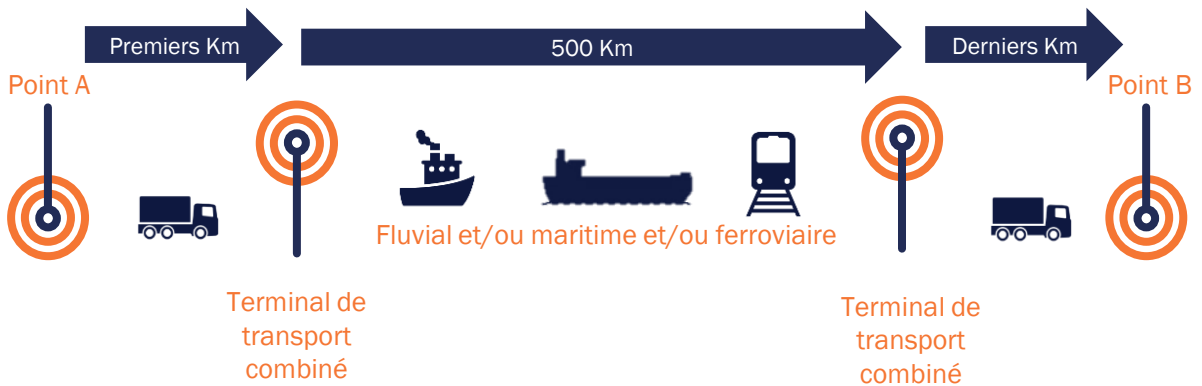 Premiers Km
500 Km
Derniers Km
Point A
Point B
Fluvial et/ou maritime et/ou ferroviaire
Terminal de
transport
combiné
Terminal de
transport
combiné